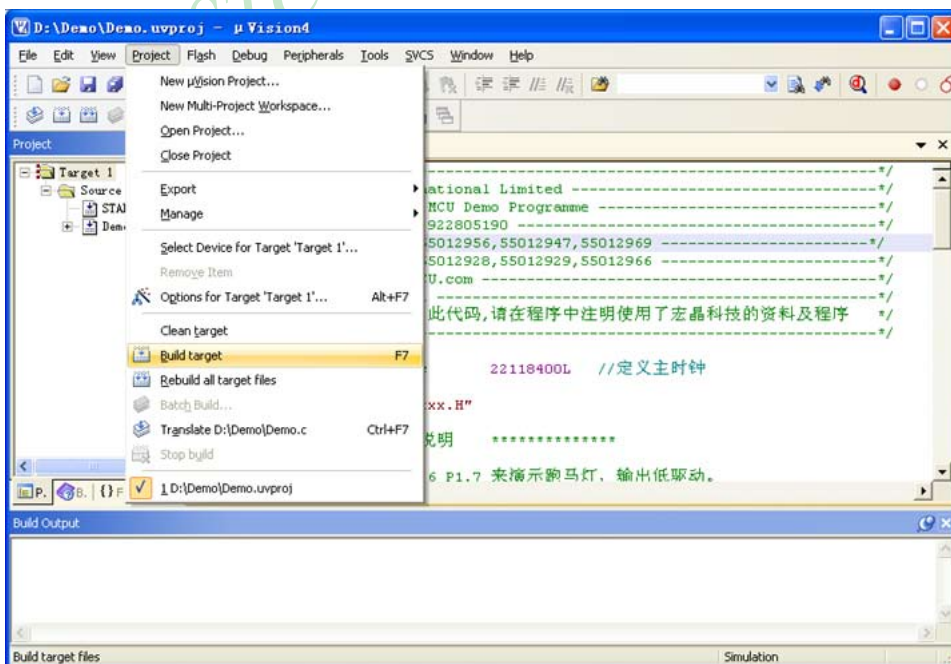 D:\Demo\Demo.uvproj - µVision4
File Edit View Project Flash Debug Peripherals Tools SVCS Window Help
Project
Target 1
Source
STA
Dem
P. B. {} F
New µVision Project...
New Multi-Project Workspace...
Open Project...
Close Project
Export
Manage
Select Device for Target 'Target 1'...
Remove Item
Options for Target 'Target 1'... Alt+F7
Clean target
Build target F7
Rebuild all target files
Batch Build...
Translate D:\Demo\Demo.c Ctrl+F7
Stop build
1 D:\Demo\Demo.uvproj
---------------------------------------------------*/
ational Limited -----------------------------------*/
MCU Demo Programme --------------------------------*/
922805190 -----------------------------------------*/
55012956,55012947,55012969 -----------------------*/
55012928,55012929,55012966 ------------------------*/
U.com ---------------------------------------------*/
---------------------------------------------------*/
此代码,请在程序中注明使用了宏晶科技的资料及程序 */
---------------------------------------------------*/
22118400L //定义主时钟
xx.H"
说明 **************
6 P1.7 来演示跑马灯，输出低驱动。
Build Output
Build target files
Simulation